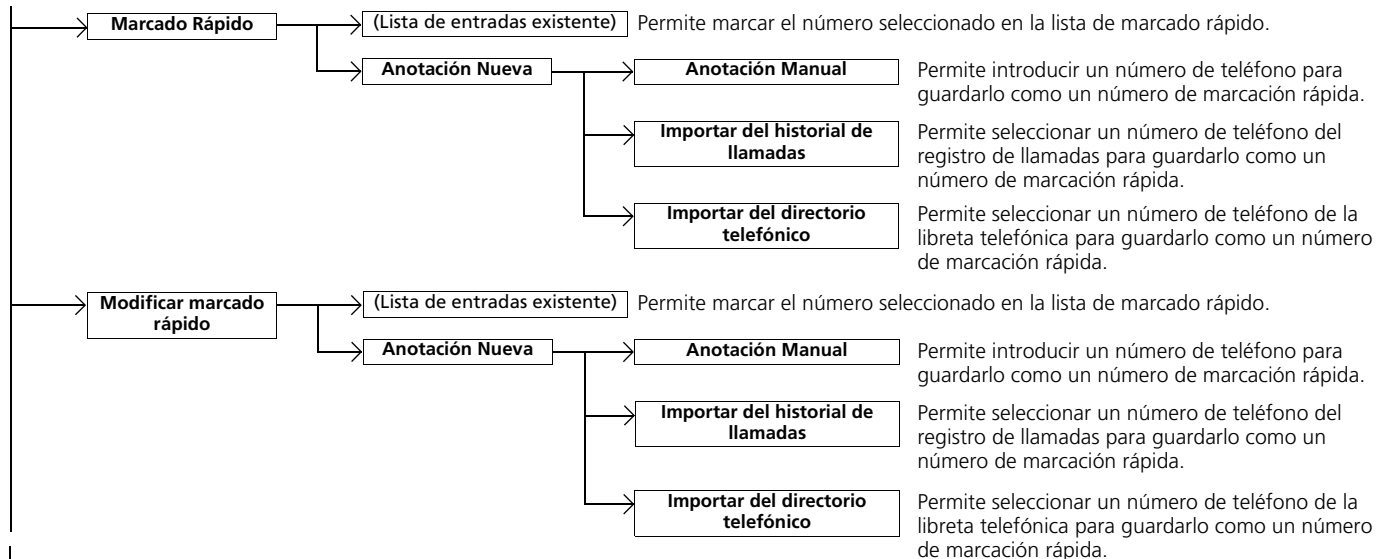 Marcado Rápido
(Lista de entradas existente)
Permite marcar el número seleccionado en la lista de marcado rápido.
Anotación Nueva
Anotación Manual
Permite introducir un número de teléfono para
guardarlo como un número de marcación rápida.
Importar del historial de
llamadas
Permite seleccionar un número de teléfono del
registro de llamadas para guardarlo como un
número de marcación rápida.
Importar del directorio
telefónico
Permite seleccionar un número de teléfono de la
libreta telefónica para guardarlo como un número
de marcación rápida.
Modificar marcado
rápido
(Lista de entradas existente)
Permite marcar el número seleccionado en la lista de marcado rápido.
Anotación Nueva
Anotación Manual
Permite introducir un número de teléfono para
guardarlo como un número de marcación rápida.
Importar del historial de
llamadas
Permite seleccionar un número de teléfono del
registro de llamadas para guardarlo como un
número de marcación rápida.
Importar del directorio
telefónico
Permite seleccionar un número de teléfono de la
libreta telefónica para guardarlo como un número
de marcación rápida.